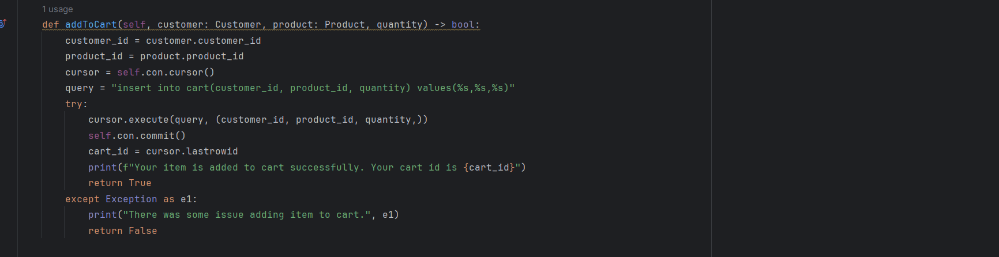 1 usage
def addToCart(self, customer: Customer, product: Product, quantity) -> bool:
    customer_id = customer.customer_id
    product_id = product.product_id
    cursor = self.con.cursor()
    query = "insert into cart(customer_id, product_id, quantity) values(%s,%s,%s)"
    try:
        cursor.execute(query, (customer_id, product_id, quantity,))
        self.con.commit()
        cart_id = cursor.lastrowid
        print(f"Your item is added to cart successfully. Your cart id is {cart_id}")
        return True
    except Exception as e1:
        print("There was some issue adding item to cart.", e1)
        return False